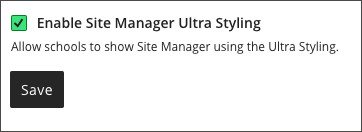 Enable Site Manager Ultra Styling
Allow schools to show Site Manager using the Ultra Styling.
Save